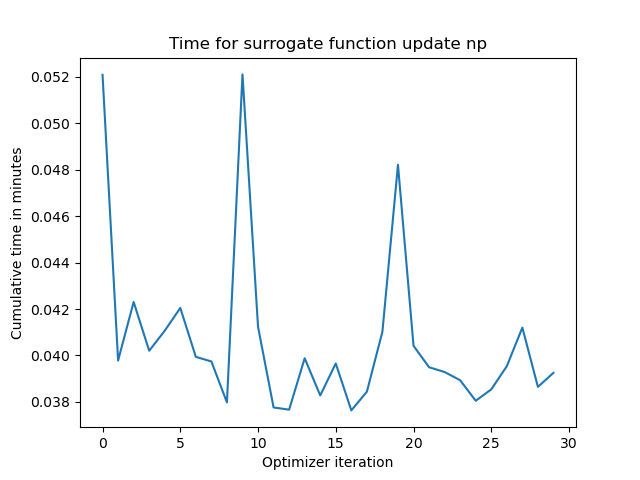 Time for surrogate function update np
Cumulative time in minutes
0.052
0.050
0.048
0.046
0.044
0.042
0.040
0.038
0 5 10 15 20 25 30
Optimizer iteration